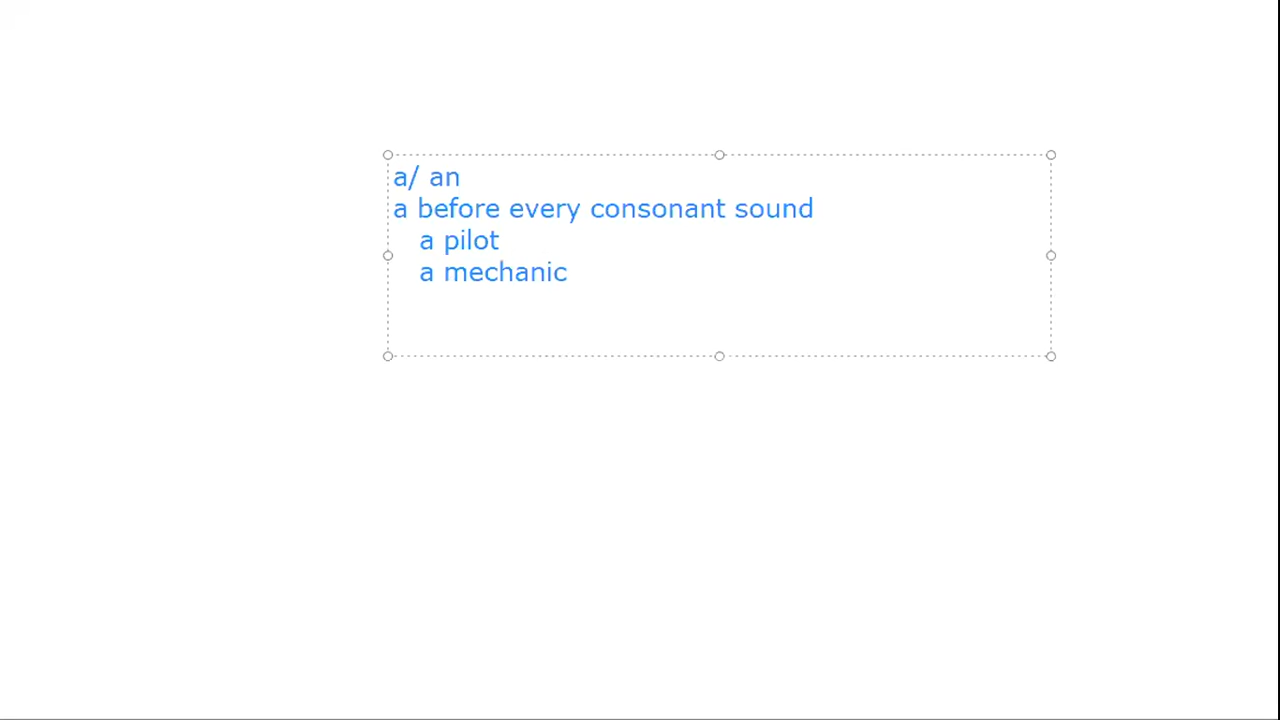 a/ an
a before every consonant sound
a pilot
a mechanic